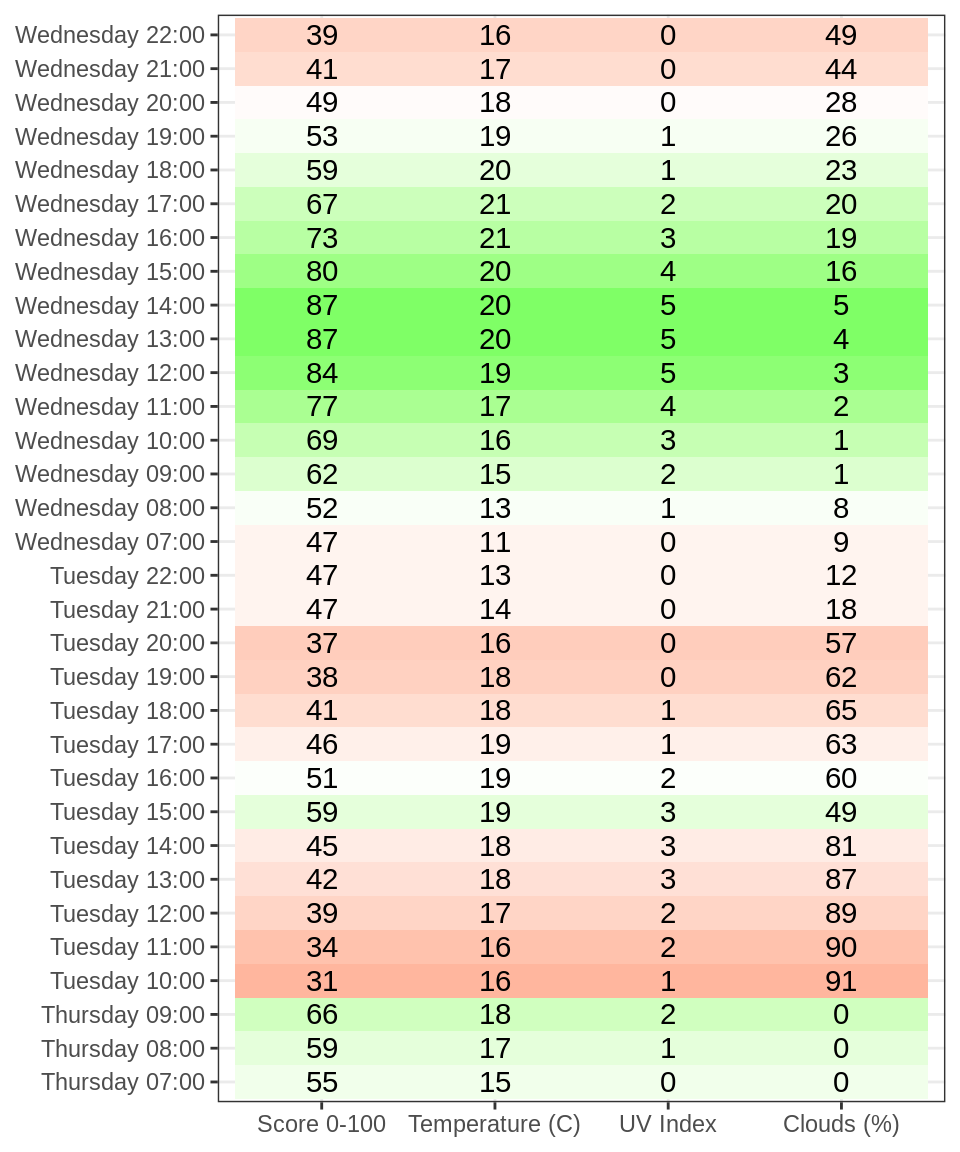 Wednesday 22:00 39 16 0 49
Wednesday 21:00 41 17 0 44
Wednesday 20:00 49 18 0 28
Wednesday 19:00 53 19 1 26
Wednesday 18:00 59 20 1 23
Wednesday 17:00 67 21 2 20
Wednesday 16:00 73 21 3 19
Wednesday 15:00 80 20 4 16
Wednesday 14:00 87 20 5 5
Wednesday 13:00 87 20 5 4
Wednesday 12:00 84 19 5 3
Wednesday 11:00 77 17 4 2
Wednesday 10:00 69 16 3 1
Wednesday 09:00 62 15 2 1
Wednesday 08:00 52 13 1 8
Wednesday 07:00 47 11 0 9
Tuesday 22:00 47 13 0 12
Tuesday 21:00 47 14 0 18
Tuesday 20:00 37 16 0 57
Tuesday 19:00 38 18 0 62
Tuesday 18:00 41 18 1 65
Tuesday 17:00 46 19 1 63
Tuesday 16:00 51 19 2 60
Tuesday 15:00 59 19 3 49
Tuesday 14:00 45 18 3 81
Tuesday 13:00 42 18 3 87
Tuesday 12:00 39 17 2 89
Tuesday 11:00 34 16 2 90
Tuesday 10:00 31 16 1 91
Thursday 09:00 66 18 2 0
Thursday 08:00 59 17 1 0
Thursday 07:00 55 15 0 0
Score 0-100 Temperature (C) UV Index Clouds (%)